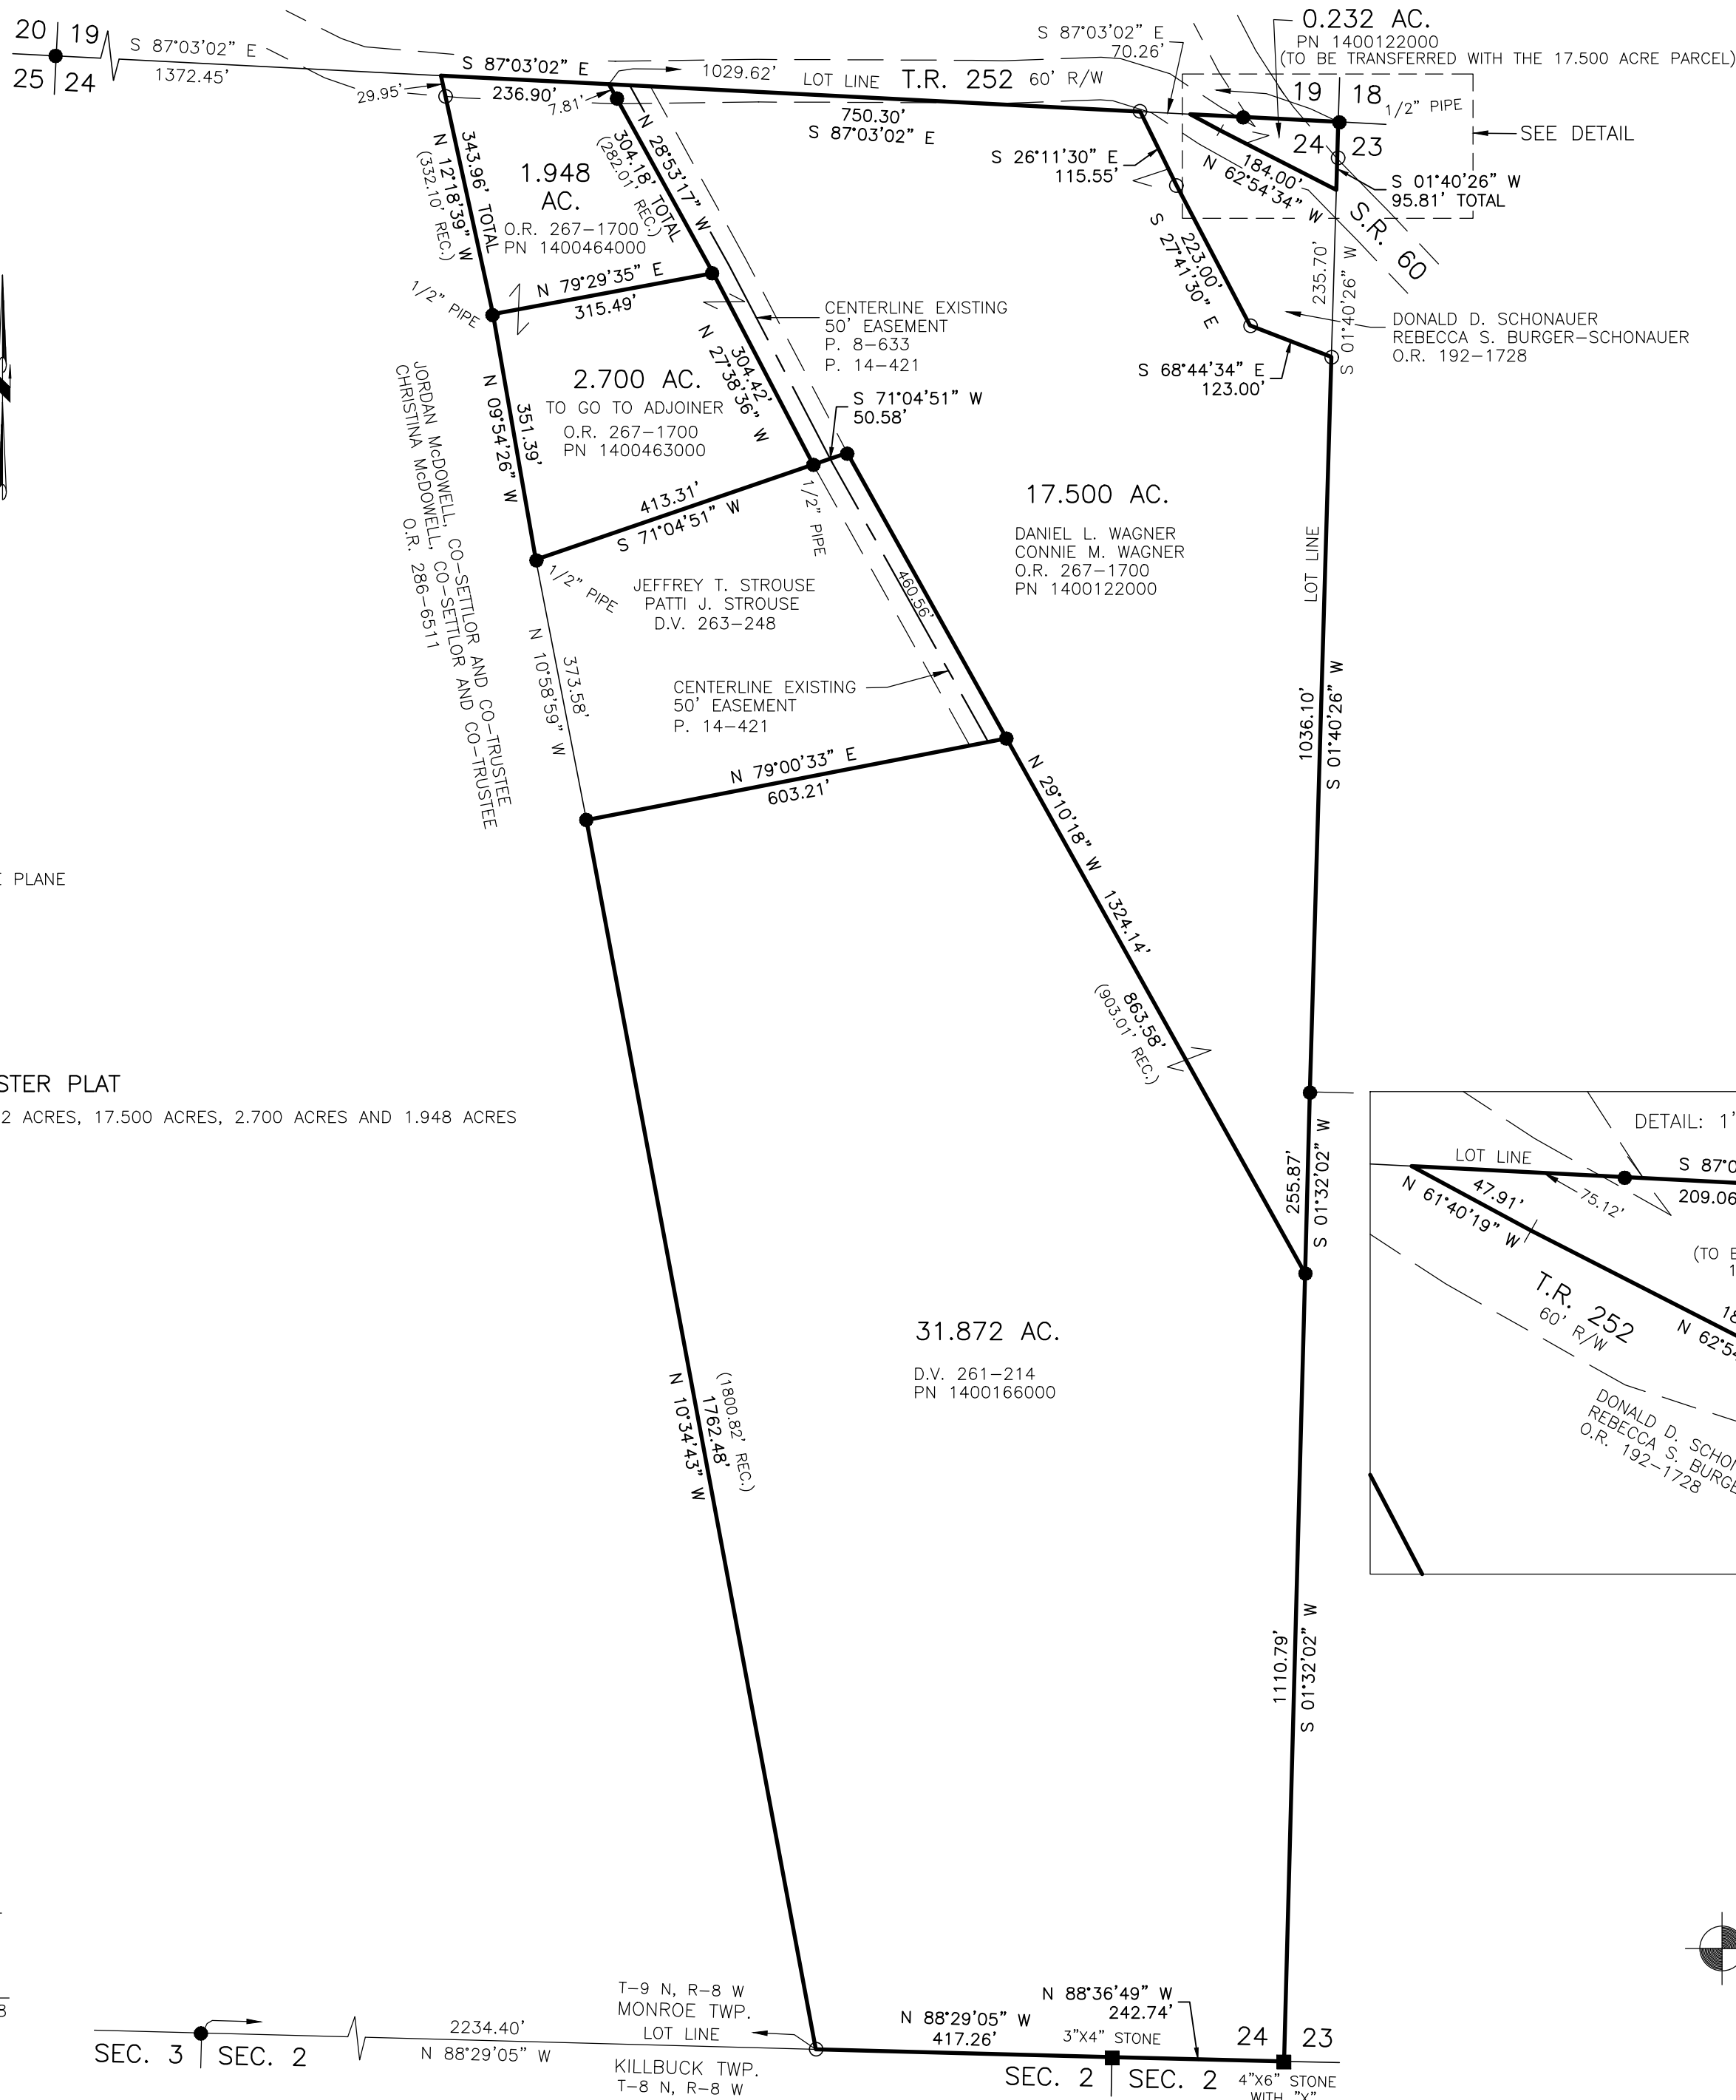 20 19
25 24
S 87°03'02" E
1372.45'
29.95'
S 87°03'02" E
236.90'
7.81'
1029.62'
LOT LINE T.R. 252 60' R/W
750.30'
S 87°03'02" E
S 87°03'02" E
70.26'
0.232 AC.
PN 1400122000
(TO BE TRANSFERRED WITH THE 17.500 ACRE PARCEL)
19 18
24 23
1/2" PIPE
SEE DETAIL
S 26°11'30" E
115.55'
184.00'
N 62°54'34" W
S 01°40'26" W
95.81' TOTAL
S.R. 60
223.00'
S 27°41'30" E
235.70'
S 01°40'26" W
S 68°44'34" E
123.00'
DONALD D. SCHONAUER
REBECCA S. BURGER-SCHONAUER
O.R. 192-1728
343.96' TOTAL
N 12°18'39" W
(332.10' REC.)
1.948
AC.
O.R. 267-1700
PN 1400464000
N 28°53'17" W
304.18' TOTAL
(282.01' REC.)
1/2" PIPE
N 79°29'35" E
315.49'
CENTERLINE EXISTING
50' EASEMENT
P. 8-633
P. 14-421
2.700 AC.
TO GO TO ADJOINER
O.R. 267-1700
PN 1400463000
304.42'
N 27°38'36" W
S 71°04'51" W
50.58'
351.39'
N 09°54'26" W
JORDAN McDOWELL, CO-SETTLOR AND CO-TRUSTEE
CHRISTINA McDOWELL, CO-SETTLOR AND CO-TRUSTEE
O.R. 286-6511
413.31'
S 71°04'51" W
1/2" PIPE
1/2" PIPE
17.500 AC.
DANIEL L. WAGNER
CONNIE M. WAGNER
O.R. 267-1700
PN 1400122000
JEFFREY T. STROUSE
PATTI J. STROUSE
D.V. 263-248
460.56'
373.58'
N 10°58'59" W
CENTERLINE EXISTING
50' EASEMENT
P. 14-421
LOT LINE
1036.10'
S 01°40'26" W
N 79°00'33" E
603.21'
N 29°10'18" W 1324.14'
863.58'
(903.01' REC.)
E PLANE
STER PLAT
2 ACRES, 17.500 ACRES, 2.700 ACRES AND 1.948 ACRES
255.87'
S 01°32'02" W
DETAIL: 1"
LOT LINE
S 87°0
209.06
75.12'
47.91'
N 61°40'19" W
(TO B
1
18
N 62°54
T.R. 252
60' R/W
DONALD D. SCHON
REBECCA S. BURGE
O.R. 192-1728
31.872 AC.
D.V. 261-214
PN 1400166000
(1800.82' REC.)
1762.48'
N 10°34'43" W
1110.79'
S 01°32'02" W
8
SEC. 3 SEC. 2
2234.40'
N 88°29'05" W
T-9 N, R-8 W
MONROE TWP.
LOT LINE
KILLBUCK TWP.
T-8 N, R-8 W
N 88°29'05" W
417.26'
N 88°36'49" W
242.74'
3"X4" STONE
SEC. 2 SEC. 2
24 23
4"X6" STONE
WITH "X"